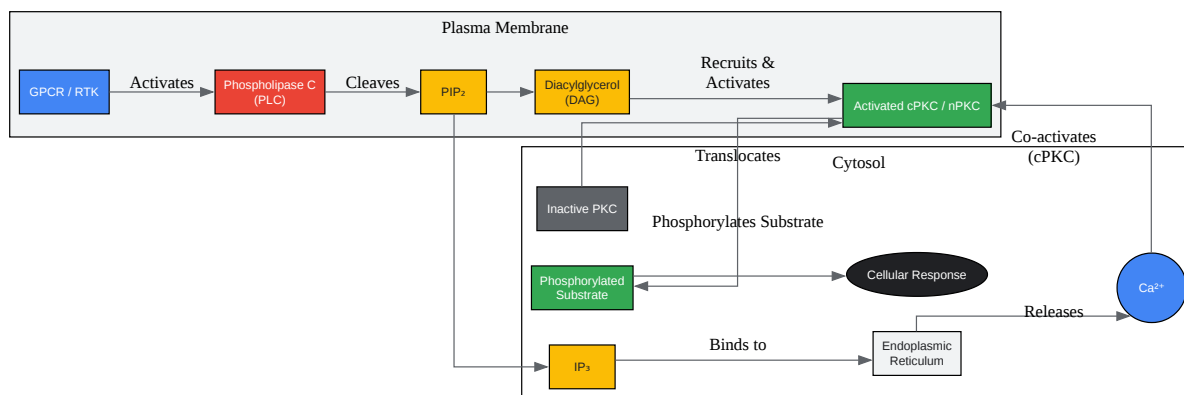 Plasma Membrane
GPCR / RTK
Activates
Phospholipase C
(PLC)
Cleaves
PIP₂
Diacylglycerol
(DAG)
Recruits &
Activates
Activated cPKC / nPKC
Co-activates
(cPKC)
Translocates
Cytosol
Inactive PKC
Phosphorylates Substrate
Phosphorylated
Substrate
Cellular Response
Ca²⁺
Releases
Binds to
IP₃
Endoplasmic
Reticulum